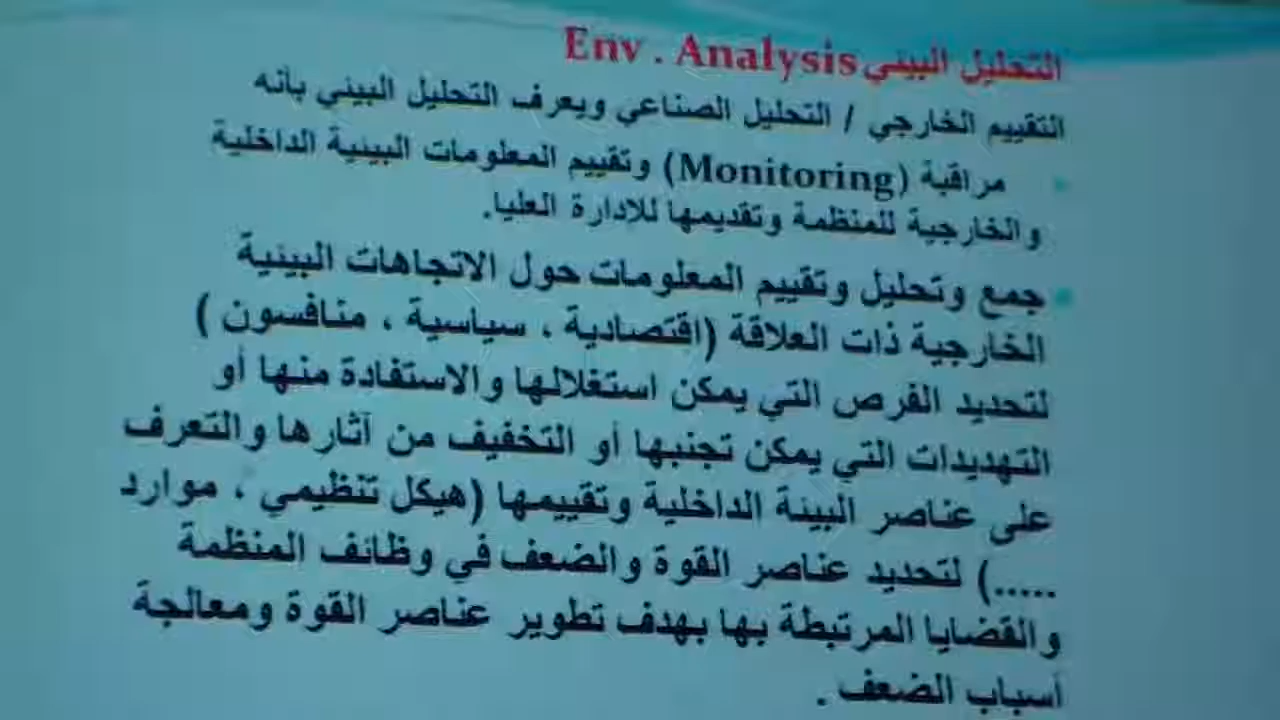 التحليل البيئي Env . Analysis
التقييم الخارجي / التحليل الصناعي ويعرف التحليل البيئي بأنه
• مراقبة (Monitoring) وتقييم المعلومات البيئية الداخلية
والخارجية للمنظمة وتقديمها للادارة العليا.
• جمع وتحليل وتقييم المعلومات حول الاتجاهات البيئية
الخارجية ذات العلاقة (اقتصادية ، سياسية ، منافسون )
لتحديد الفرص التي يمكن استغلالها والاستفادة منها أو
التهديدات التي يمكن تجنبها أو التخفيف من آثارها والتعرف
على عناصر البيئة الداخلية وتقييمها (هيكل تنظيمي ، موارد
.....) لتحديد عناصر القوة والضعف في وظائف المنظمة
والقضايا المرتبطة بها بهدف تطوير عناصر القوة ومعالجة
أسباب الضعف .